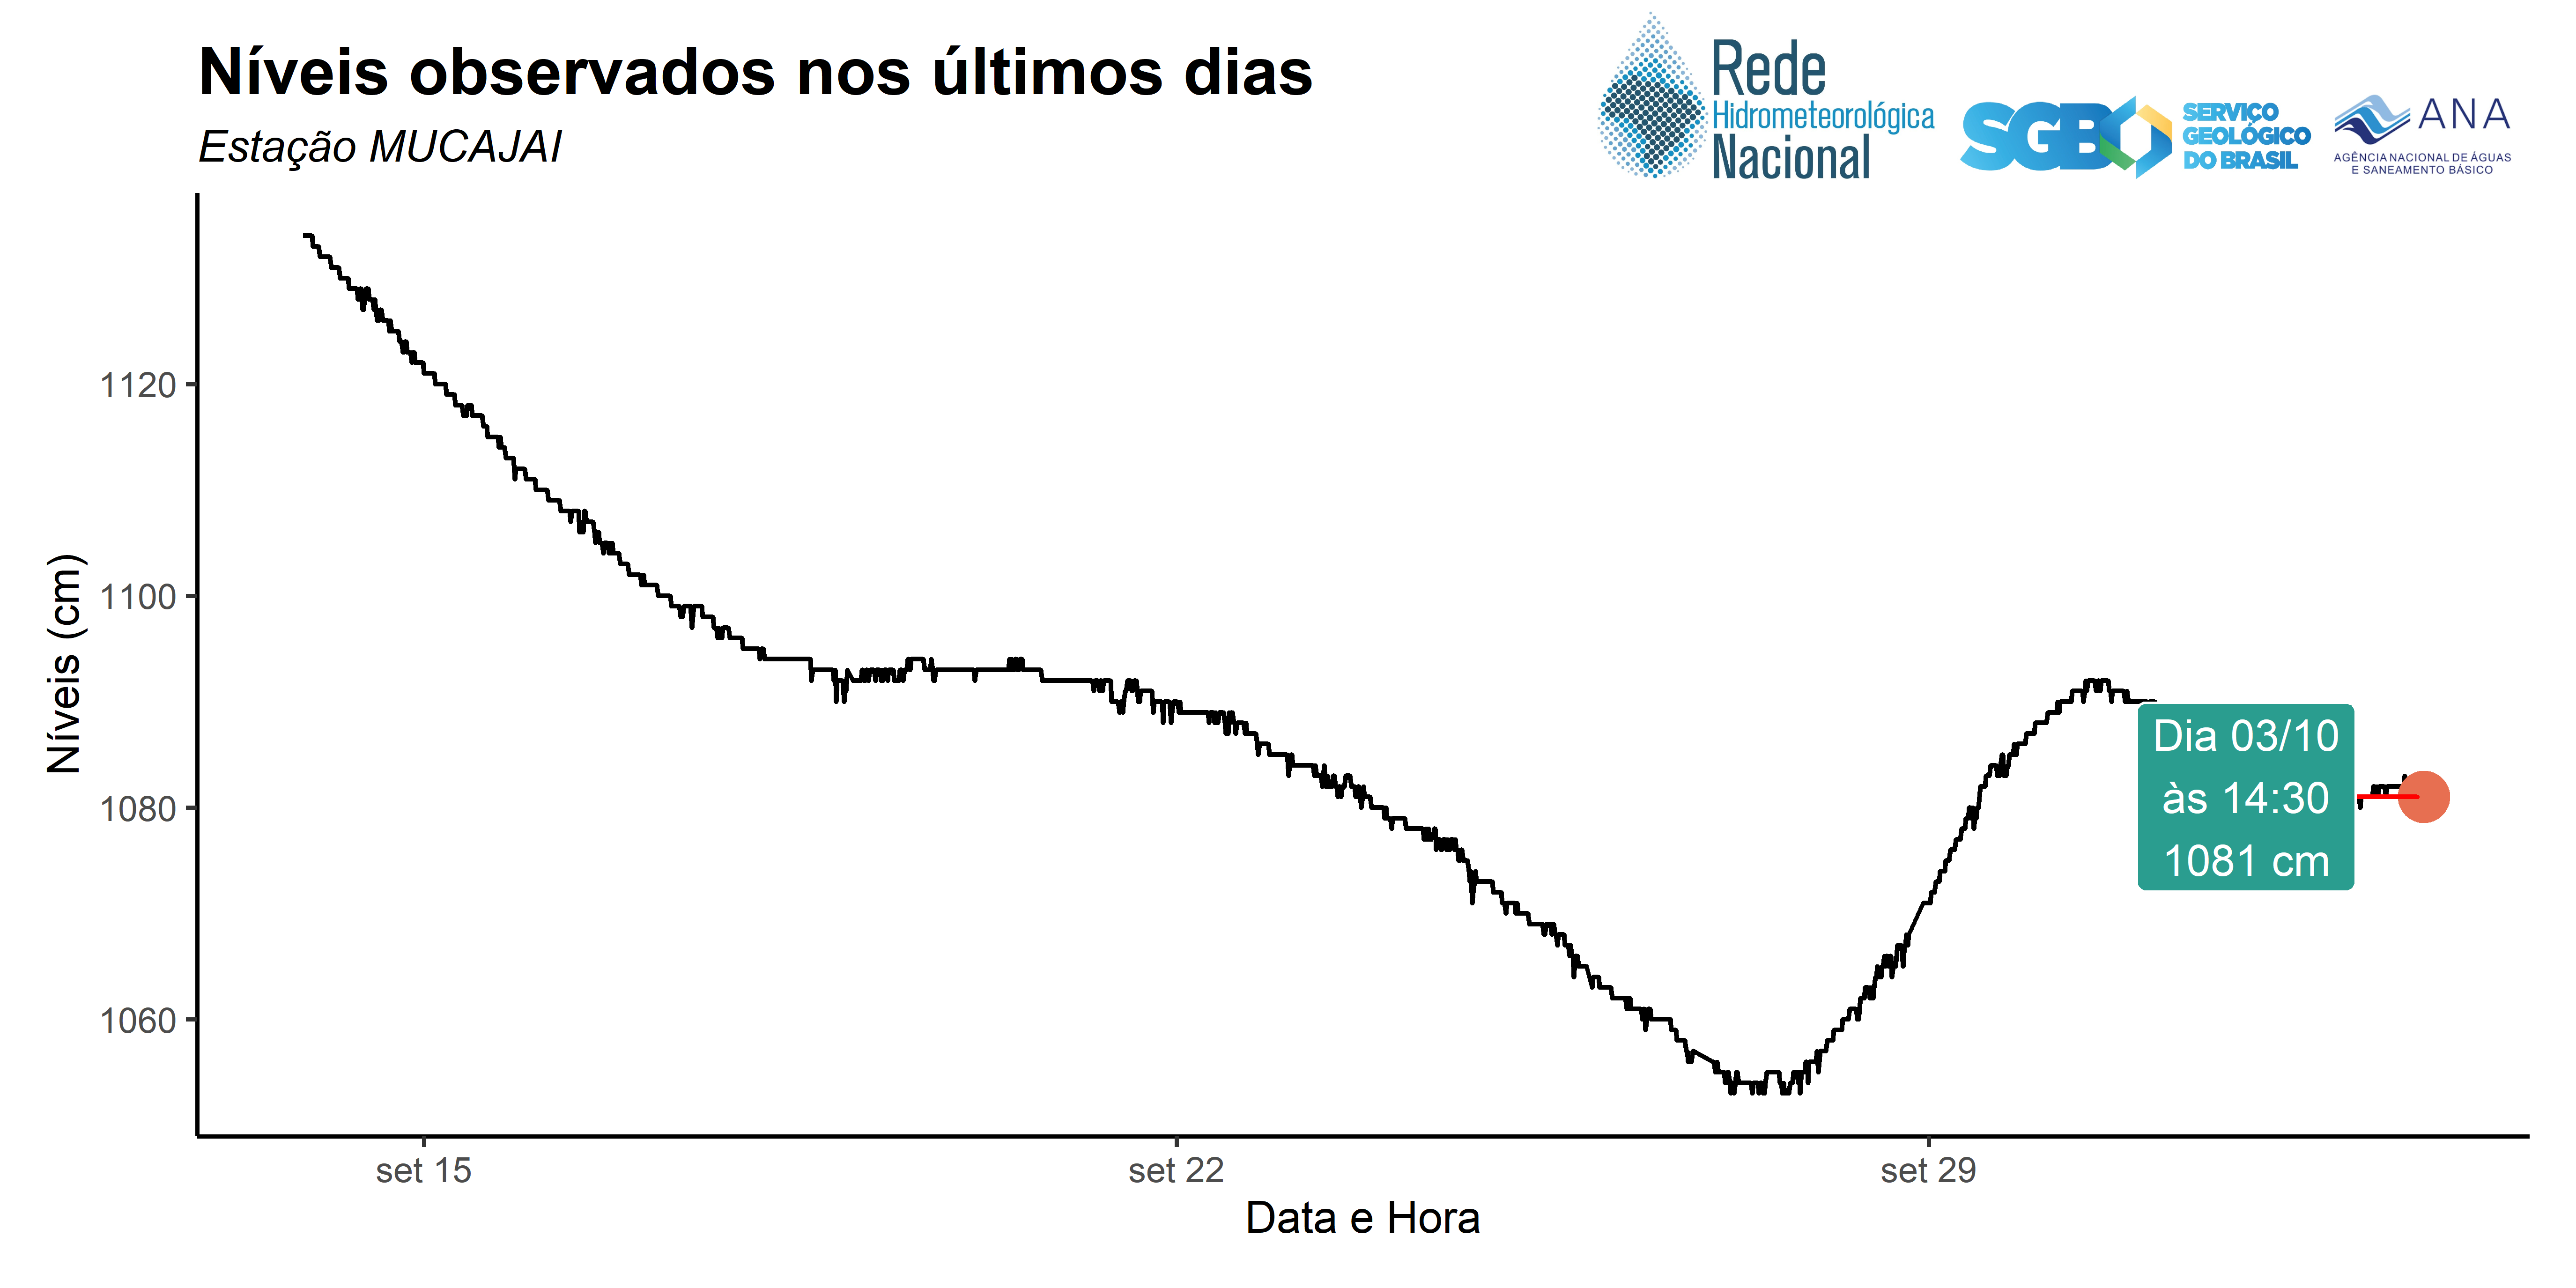 Níveis observados nos últimos dias
Estação MUCAJAI
Rede
Hidrometeorológica
Nacional
SGB
SERVIÇO
GEOLÓGICO
DO BRASIL
ANA
AGÊNCIA NACIONAL DE ÁGUAS
E SANEAMENTO BÁSICO
Níveis (cm)
1120
1100
1080
1060
Dia 03/10
às 14:30
1081 cm
set 15
set 22
set 29
Data e Hora